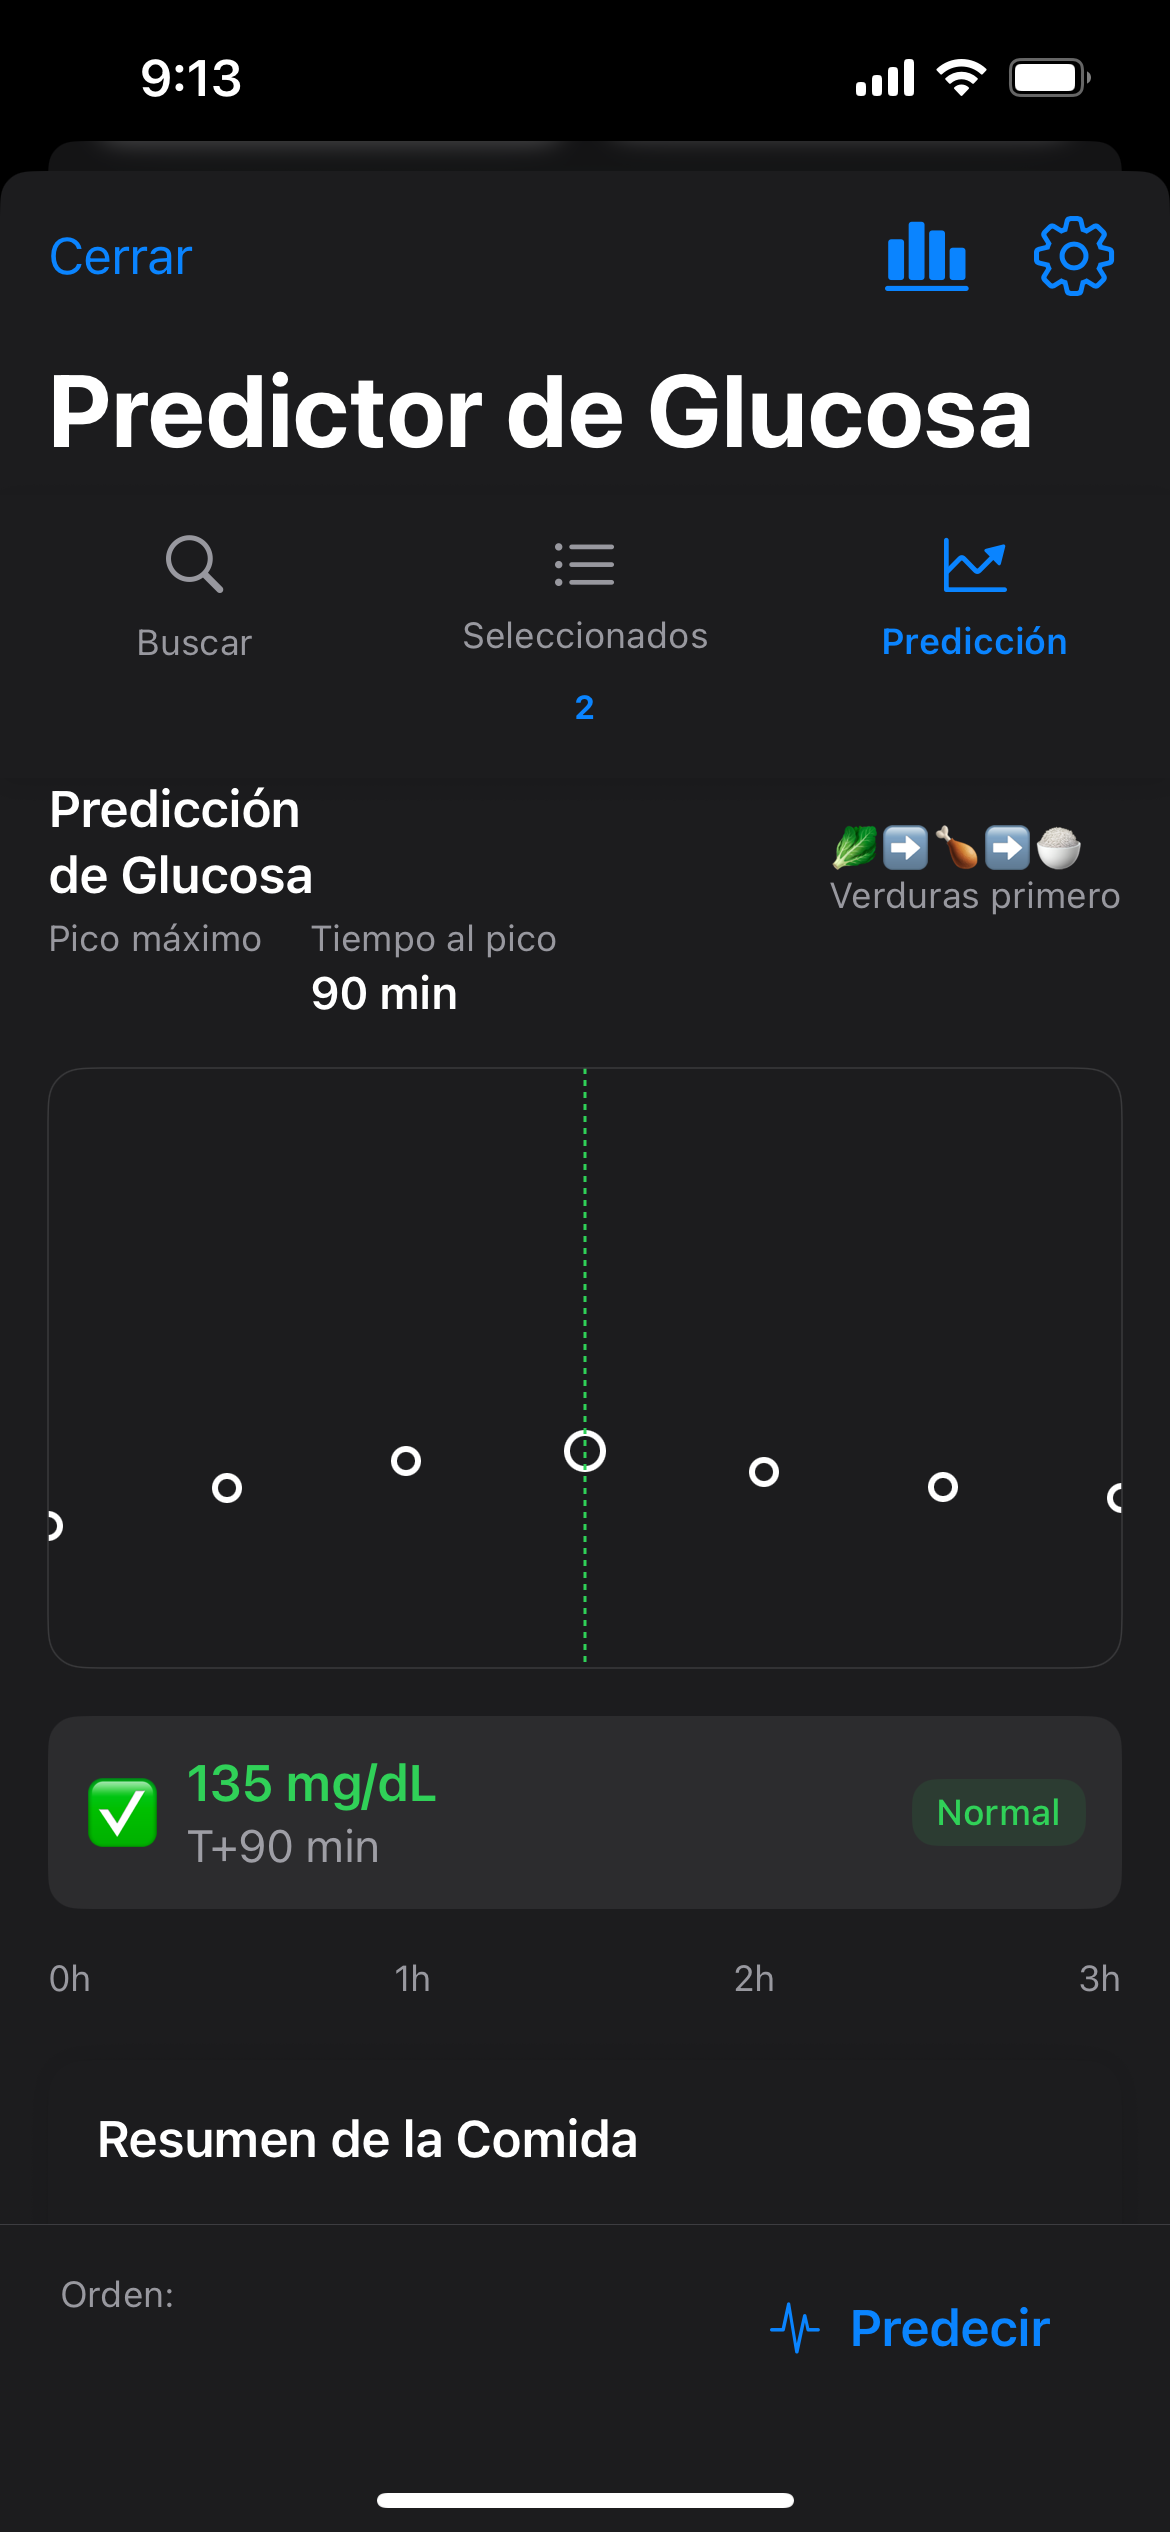 9:13
Cerrar
Predictor de Glucosa
Buscar
Seleccionados
2
Predicción
Predicción
de Glucosa
Verduras primero
Pico máximo
Tiempo al pico
90 min
135 mg/dL
T+90 min
Normal
0h
1h
2h
3h
Resumen de la Comida
Orden:
Predecir